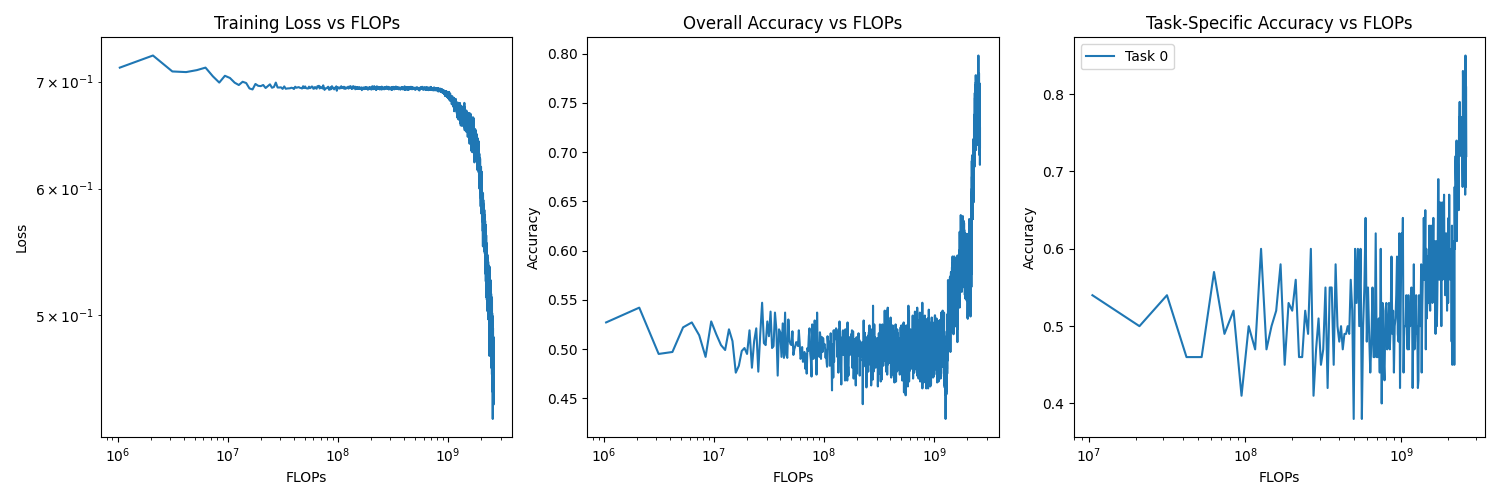 Training Loss vs FLOPs
7 × 10⁻¹
6 × 10⁻¹
5 × 10⁻¹
Loss
10⁶ 10⁷ 10⁸ 10⁹
FLOPs
Overall Accuracy vs FLOPs
0.80
0.75
0.70
0.65
0.60
0.55
0.50
0.45
Accuracy
10⁶ 10⁷ 10⁸ 10⁹
FLOPs
Task-Specific Accuracy vs FLOPs
Task 0
0.8
0.7
0.6
0.5
0.4
Accuracy
10⁷ 10⁸ 10⁹
FLOPs